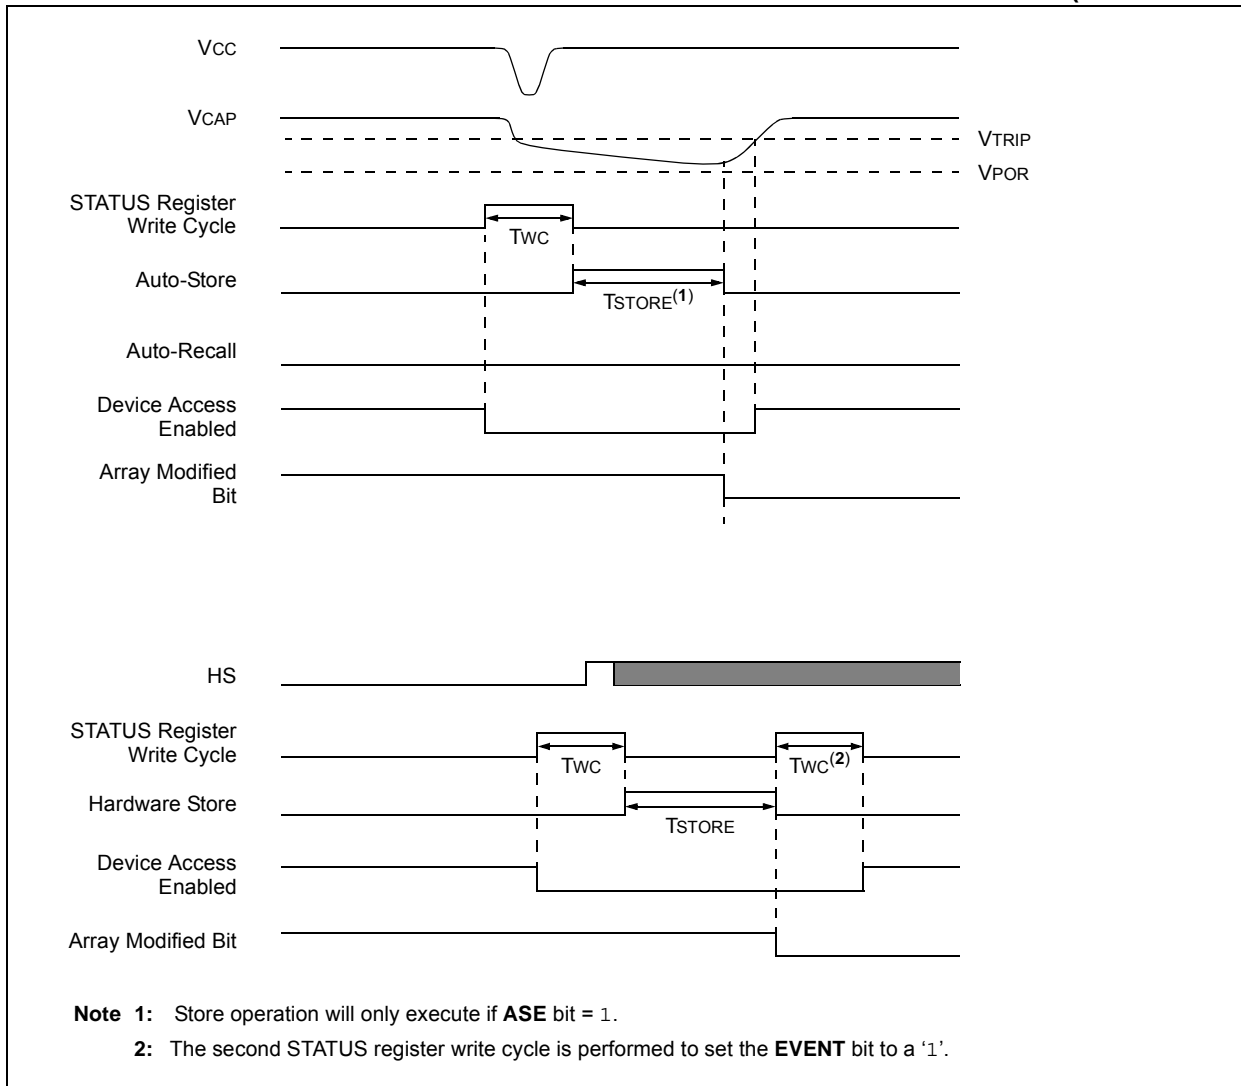 VCC
VCAP
VTRIP
VPOR
STATUS Register
Write Cycle
TWC
Auto-Store
TSTORE(1)
Auto-Recall
Device Access
Enabled
Array Modified
Bit
HS
STATUS Register
Write Cycle
TWC
TWC(2)
Hardware Store
TSTORE
Device Access
Enabled
Array Modified Bit
Note 1: Store operation will only execute if ASE bit = 1.
2: The second STATUS register write cycle is performed to set the EVENT bit to a ‘1’.